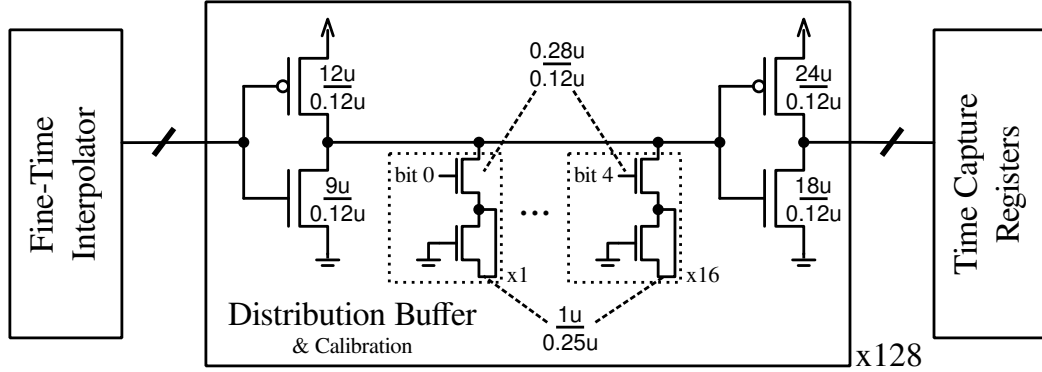 Fine-Time
Interpolator
12u
0.12u
9u
0.12u
0.28u
0.12u
bit 0
x1
...
bit 4
x16
1u
0.25u
24u
0.12u
18u
0.12u
Distribution Buffer
& Calibration
x128
Time Capture
Registers